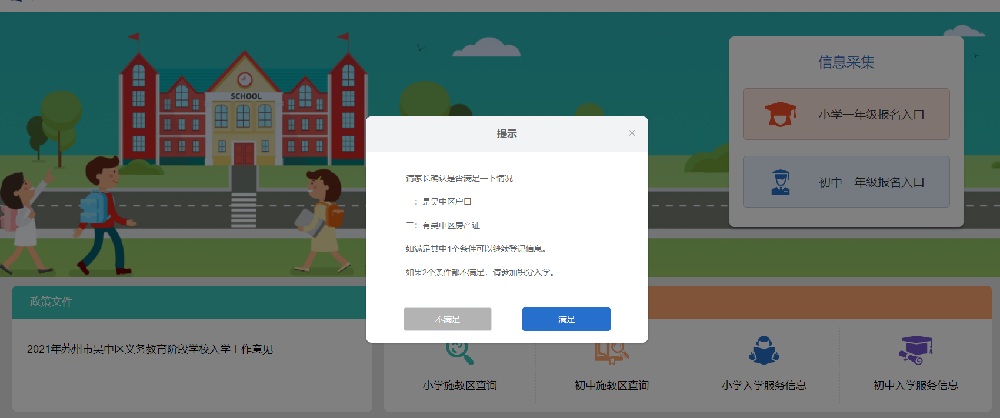 SCHOOL
信息采集
小学一年级报名入口
初中一年级报名入口
提示
请家长确认是否满足一下情况
一：是吴中区户口
二：有吴中区房产证
如满足其中1个条件可以继续登记信息。
如果2个条件都不满足，请参加积分入学。
不满足
满足
政策文件
2021年苏州市吴中区义务教育阶段学校入学工作意见
小学施教区查询
初中施教区查询
小学入学服务信息
初中入学服务信息